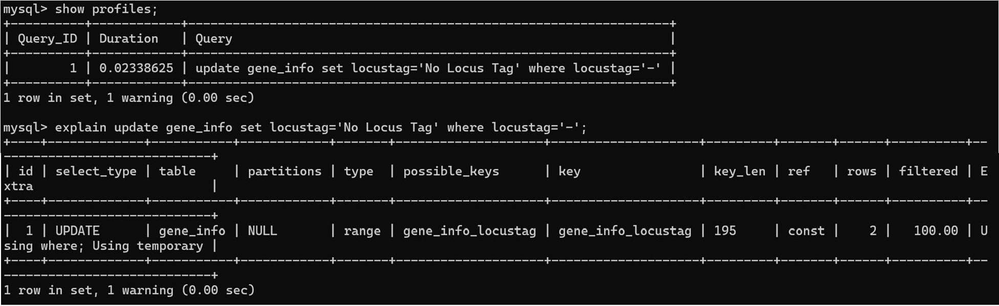 mysql> show profiles;
+----------+------------+-----------------------------------------------------------------+
| Query_ID | Duration   | Query                                                           |
+----------+------------+-----------------------------------------------------------------+
|        1 | 0.02338625 | update gene_info set locustag='No Locus Tag' where locustag='-' |
+----------+------------+-----------------------------------------------------------------+
1 row in set, 1 warning (0.00 sec)

mysql> explain update gene_info set locustag='No Locus Tag' where locustag='-';
+----+-------------+-----------+------------+-------+--------------------+--------------------+---------+-------+------+----------+--
----------------------------+
| id | select_type | table     | partitions | type  | possible_keys      | key                | key_len | ref   | rows | filtered | E
xtra                        |
+----+-------------+-----------+------------+-------+--------------------+--------------------+---------+-------+------+----------+--
----------------------------+
|  1 | UPDATE      | gene_info | NULL       | range | gene_info_locustag | gene_info_locustag | 195     | const |    2 |   100.00 | U
sing where; Using temporary |
+----+-------------+-----------+------------+-------+--------------------+--------------------+---------+-------+------+----------+--
----------------------------+
1 row in set, 1 warning (0.00 sec)